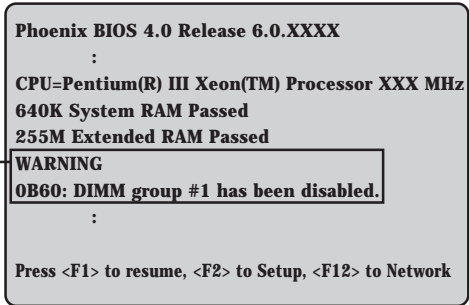 Phoenix BIOS 4.0 Release 6.0.XXXX
:
CPU=Pentium(R) III Xeon(TM) Processor XXX MHz
640K System RAM Passed
255M Extended RAM Passed
WARNING
0B60: DIMM group #1 has been disabled.
:
Press <F1> to resume, <F2> to Setup, <F12> to Network